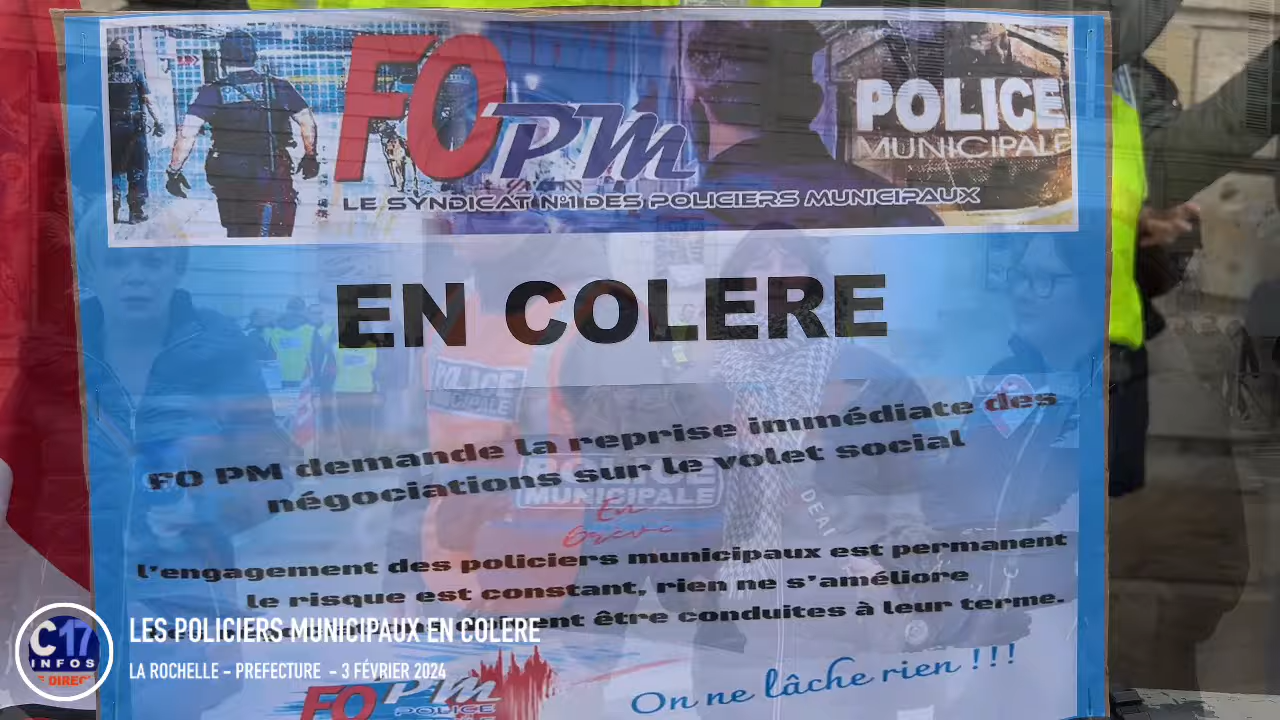 FO PM
POLICE
MUNICIPALE
LE SYNDICAT N°1 DES POLICIERS MUNICIPAUX
EN COLERE
POLICE
FO PM demande la reprise immédiate des
négociations sur le volet social
MUNICIPALE
En
Grève
L'engagement des policiers municipaux est permanent
le risque est constant, rien ne s'améliore
être conduites à leur terme.
C17
INFOS
LES POLICIERS MUNICIPAUX EN COLERE
LA ROCHELLE – PREFECTURE – 3 FÉVRIER 2024
FO PM
POLICE
On ne lâche rien !!!